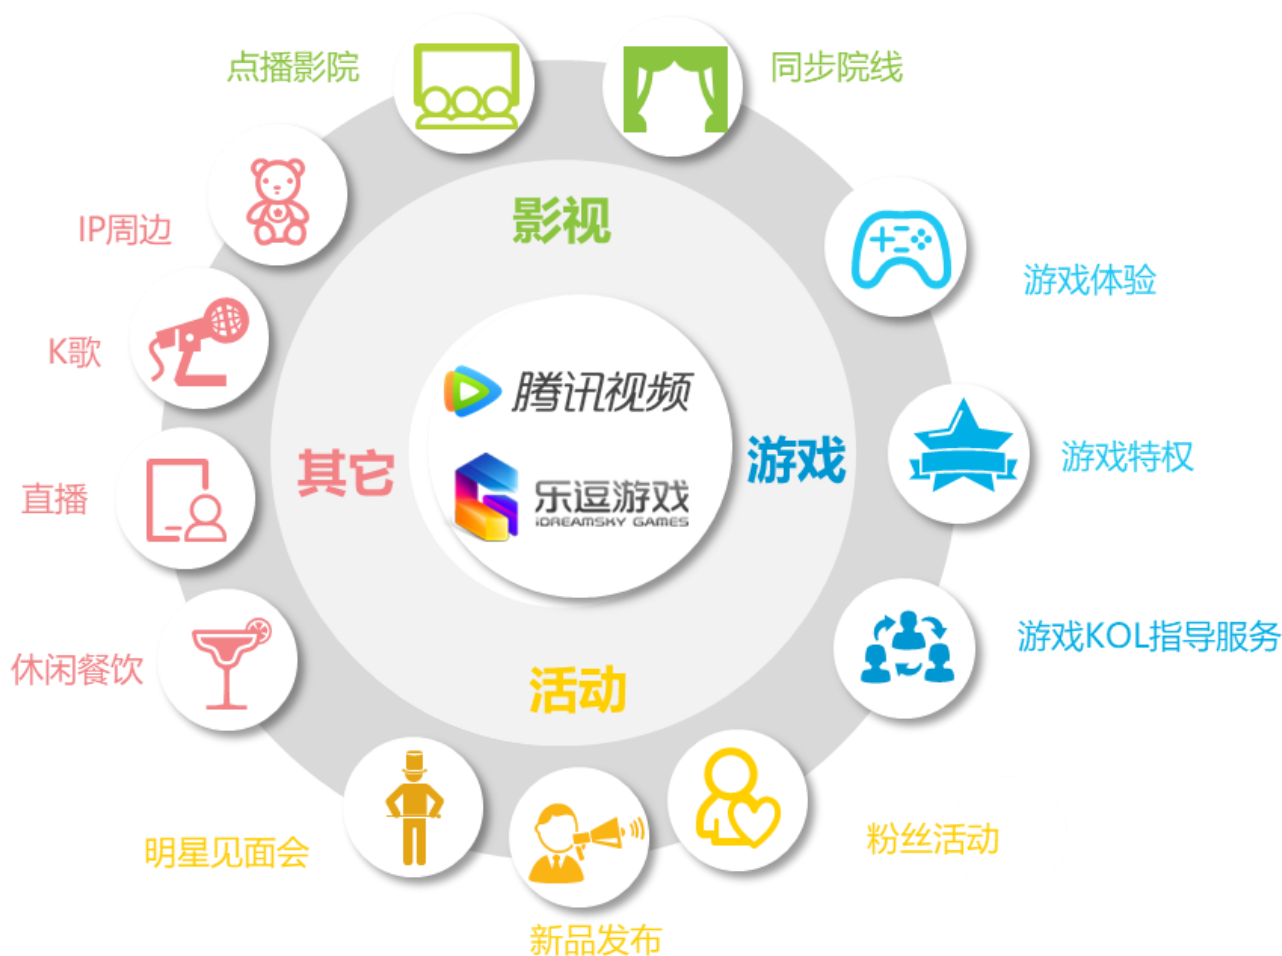 点播影院
同步院线
IP周边
影视
游戏体验
K歌
腾讯视频
其它
游戏
游戏特权
直播
乐逗游戏
iDREAMSKY GAMES
休闲餐饮
活动
游戏KOL指导服务
明星见面会
粉丝活动
新品发布